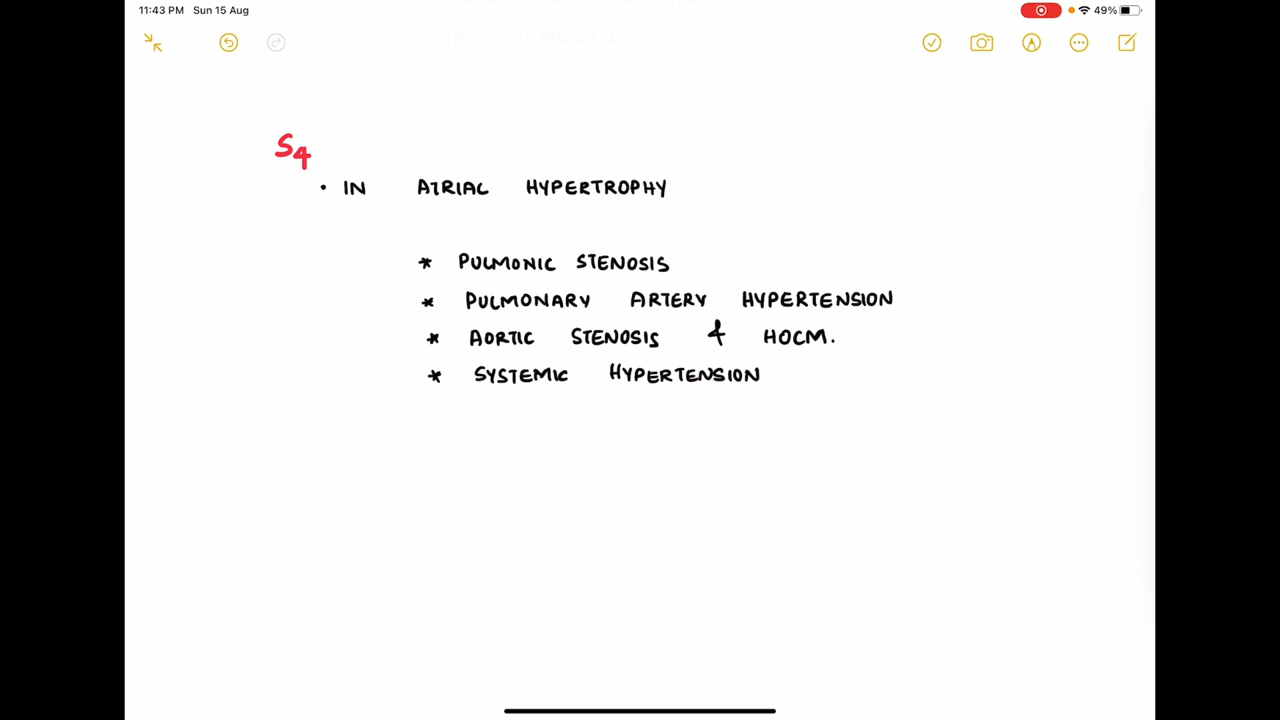 11:43 PM Sun 15 Aug
49%
S4
• IN ATRIAL HYPERTROPHY
* PULMONIC STENOSIS
* PULMONARY ARTERY HYPERTENSION
* AORTIC STENOSIS & HOCM.
* SYSTEMIC HYPERTENSION